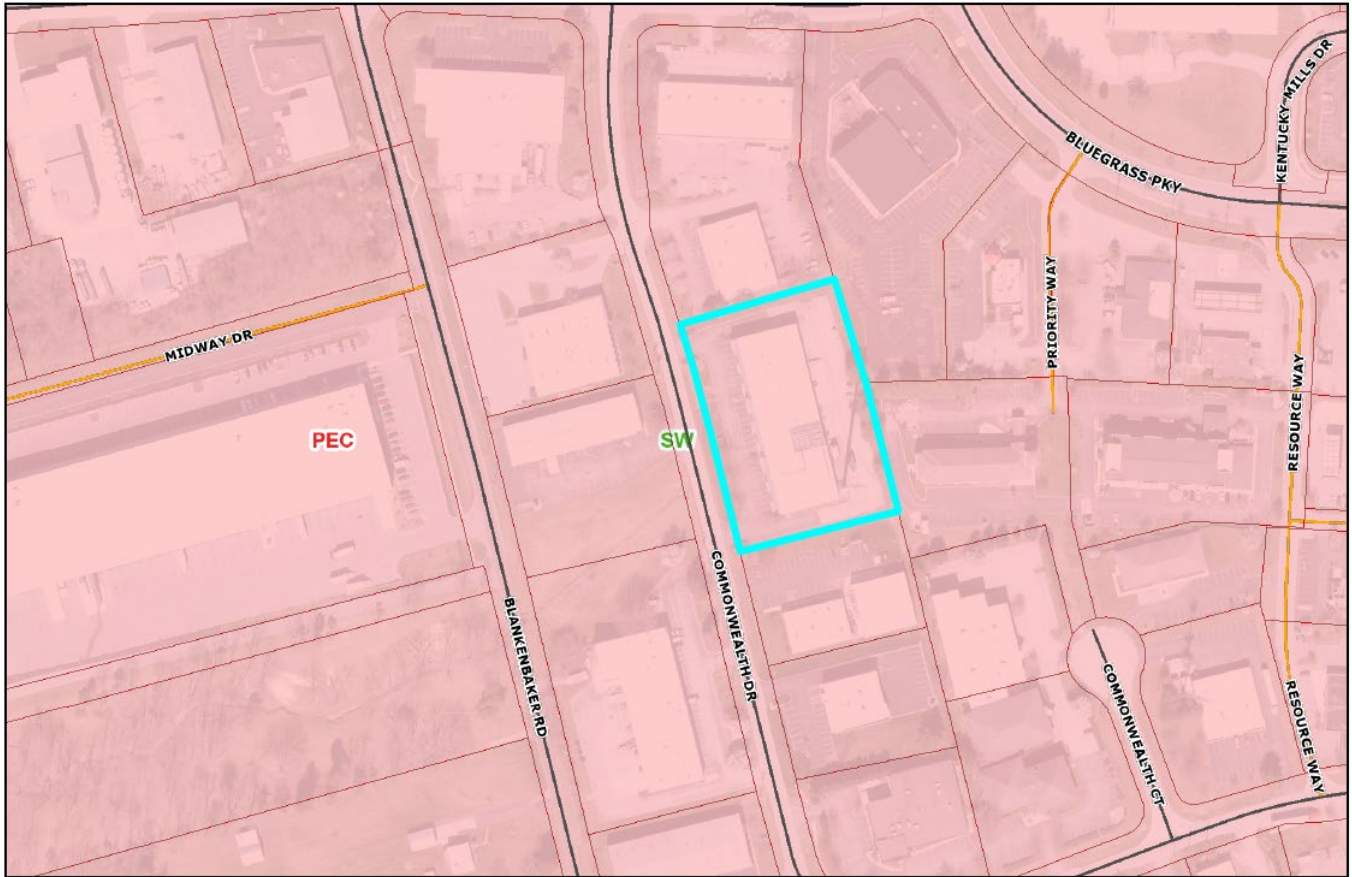 KENTUCKY MILLS DR
BLUEGRASS PKY
PRIORITY WAY
MIDWAY DR
RESOURCE WAY
PEC
SW
COMMONWEALTH DR
BLANKENBAKER RD
COMMONWEALTH CT
RESOURCE WAY